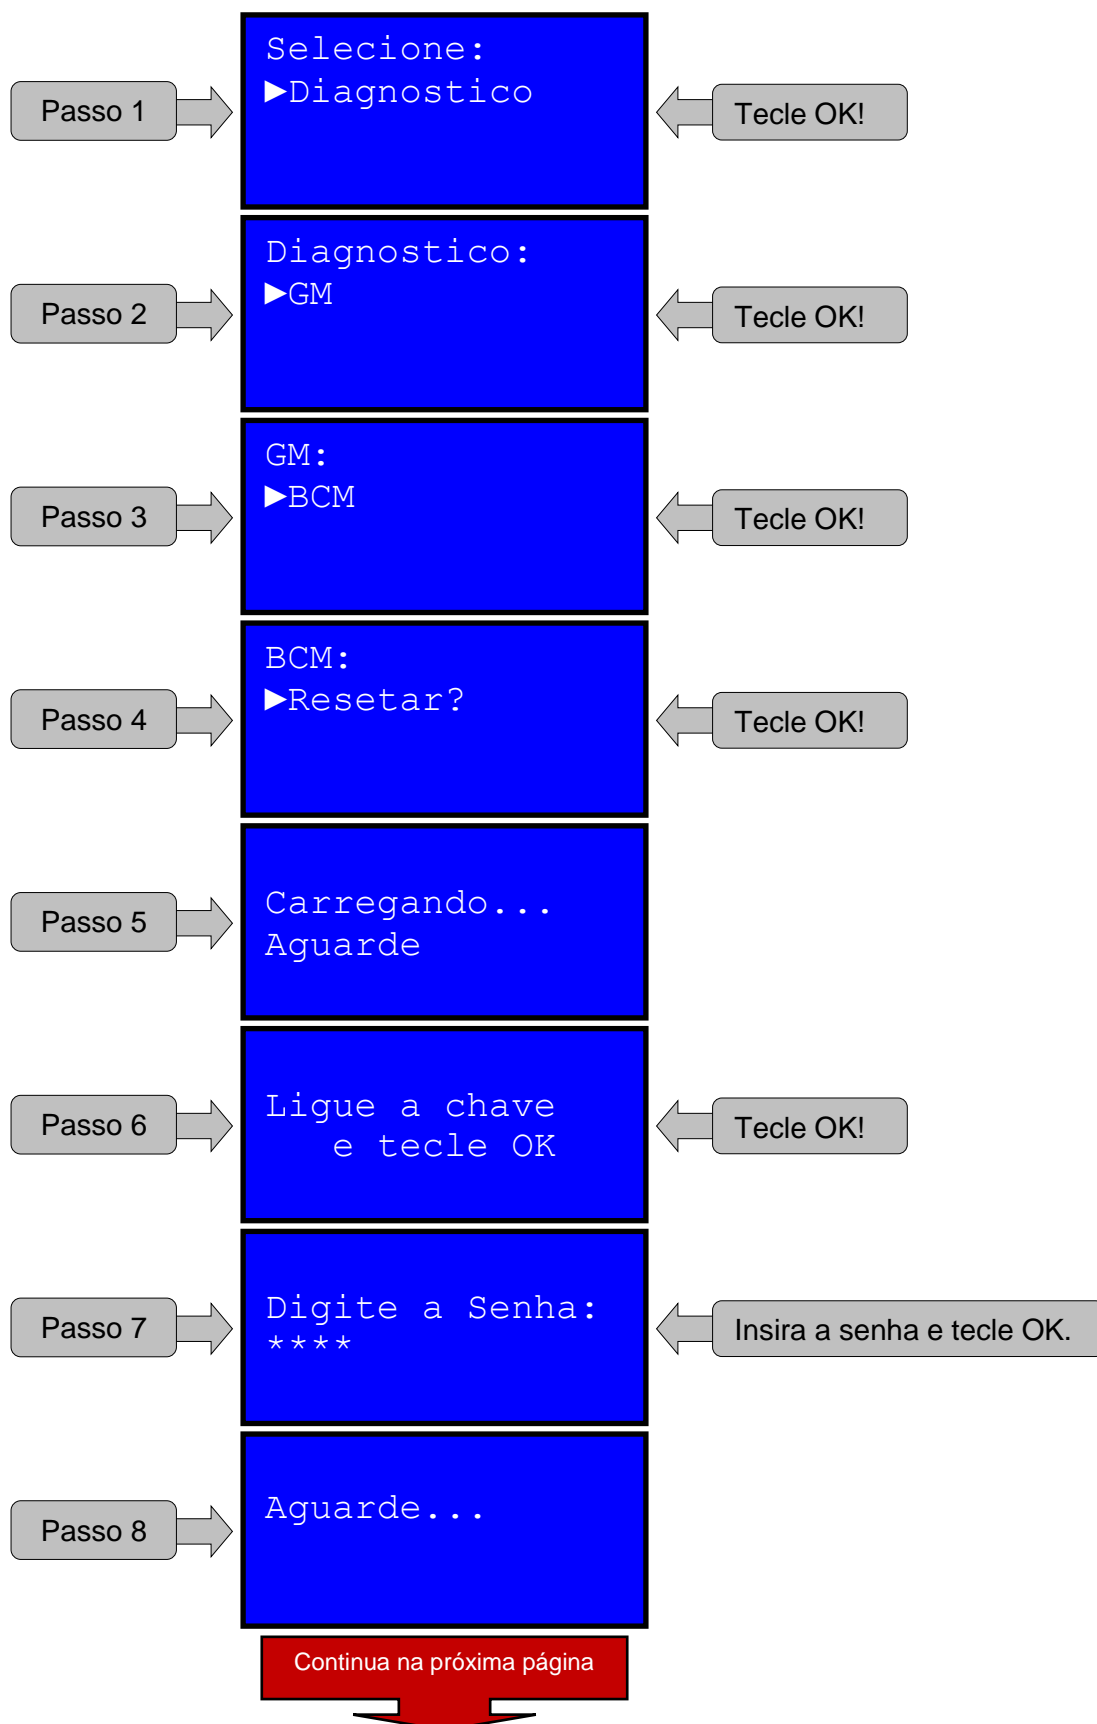 Selecione:
►Diagnostico
Passo 1
Tecle OK!
Diagnostico:
►GM
Passo 2
Tecle OK!
GM:
►BCM
Passo 3
Tecle OK!
BCM:
►Resetar?
Passo 4
Tecle OK!
Carregando...
Aguarde
Passo 5
Ligue a chave
e tecle OK
Passo 6
Tecle OK!
Digite a Senha:
****
Passo 7
Insira a senha e tecle OK.
Aguarde...
Passo 8
Continua na próxima página